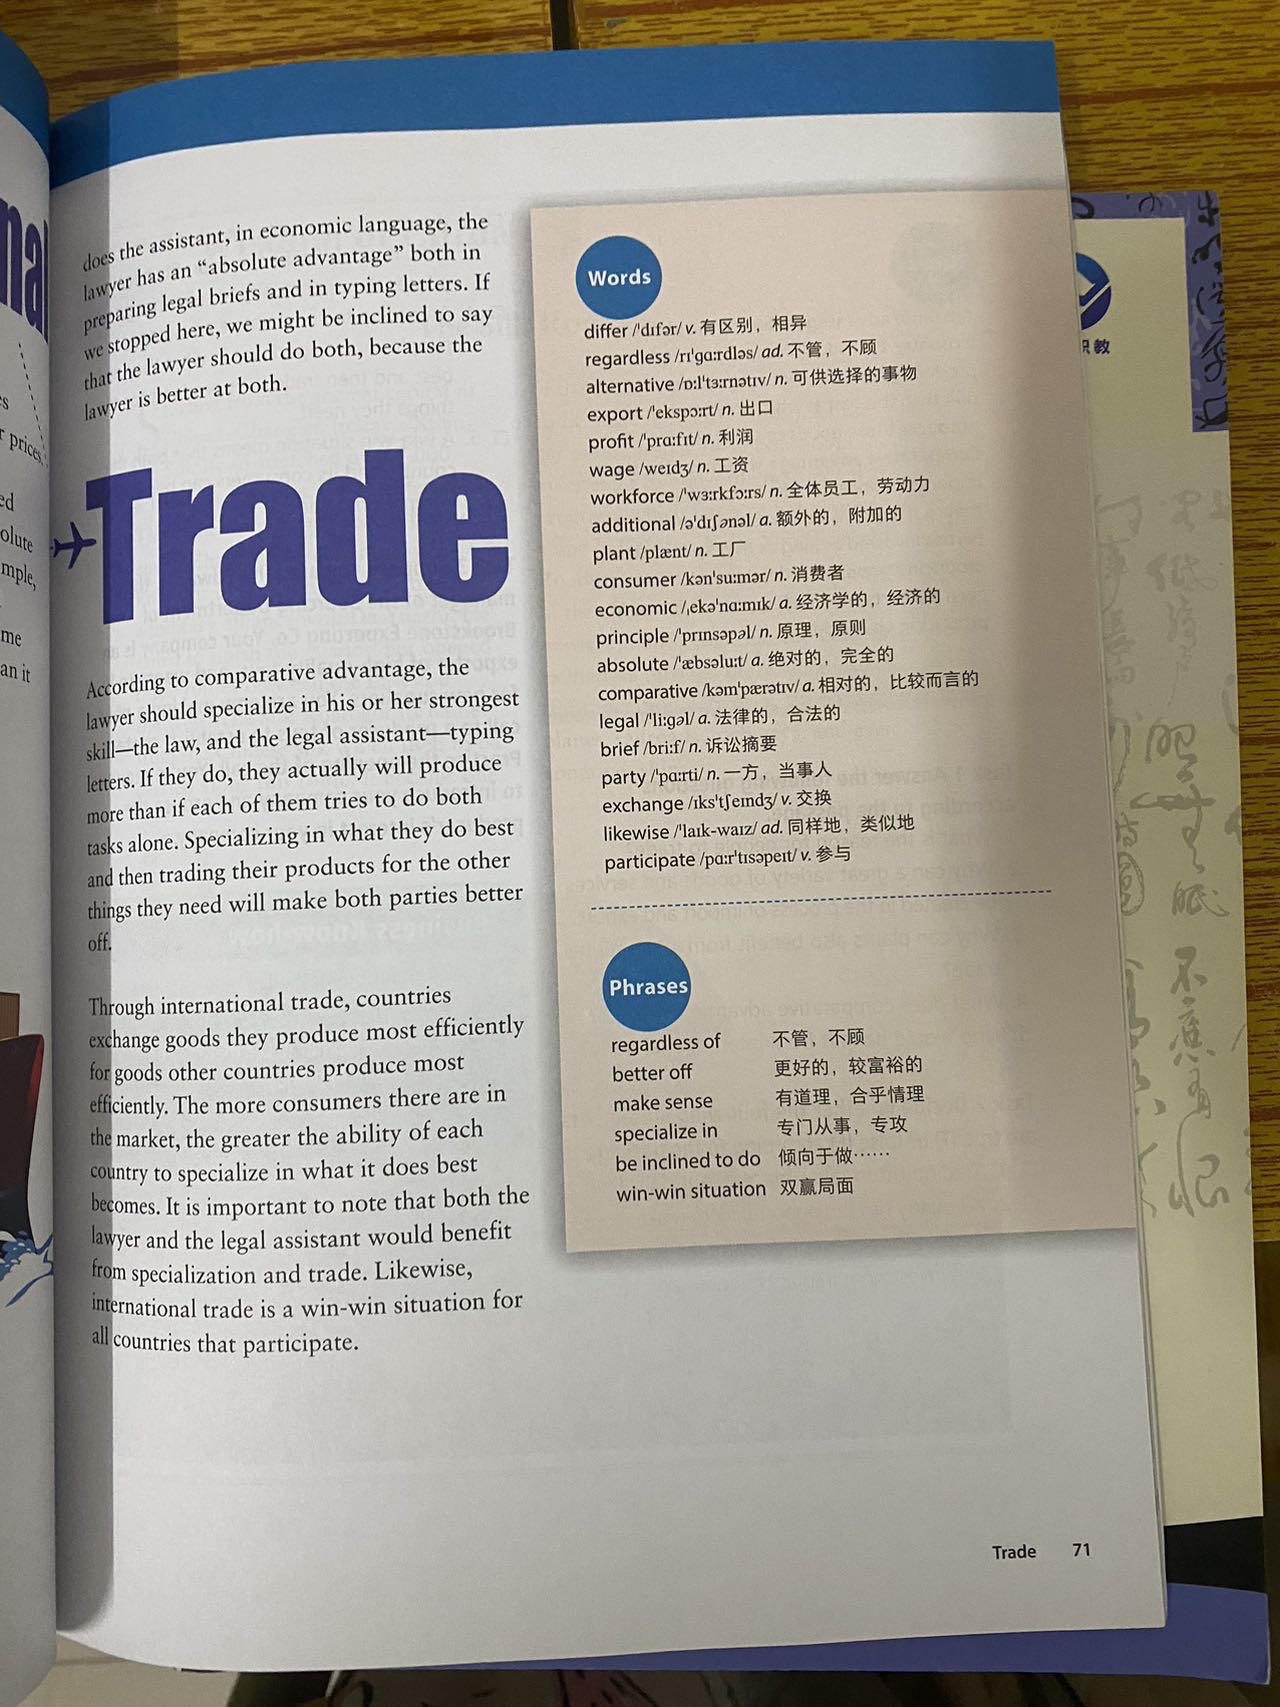 nal
s
r prices,
ed
olute
mple,
me
an it
does the assistant, in economic language, the
lawyer has an “absolute advantage” both in
preparing legal briefs and in typing letters. If
we stopped here, we might be inclined to say
that the lawyer should do both, because the
lawyer is better at both.
Trade
According to comparative advantage, the
lawyer should specialize in his or her strongest
skill—the law, and the legal assistant—typing
letters. If they do, they actually will produce
more than if each of them tries to do both
tasks alone. Specializing in what they do best
and then trading their products for the other
things they need will make both parties better
off.
Through international trade, countries
exchange goods they produce most efficiently
for goods other countries produce most
efficiently. The more consumers there are in
the market, the greater the ability of each
country to specialize in what it does best
becomes. It is important to note that both the
lawyer and the legal assistant would benefit
from specialization and trade. Likewise,
international trade is a win-win situation for
all countries that participate.
Words
differ /ˈdɪfər/ v. 有区别，相异
regardless /rɪˈɡɑːrdləs/ ad. 不管，不顾
alternative /ɒːlˈtɜːrnətɪv/ n. 可供选择的事物
export /ˈekspɔːrt/ n. 出口
profit /ˈprɑːfɪt/ n. 利润
wage /weɪdʒ/ n. 工资
workforce /ˈwɜːrkfɔːrs/ n. 全体员工，劳动力
additional /əˈdɪʃənəl/ a. 额外的，附加的
plant /plænt/ n. 工厂
consumer /kənˈsuːmər/ n. 消费者
economic /ˌekəˈnɑːmɪk/ a. 经济学的，经济的
principle /ˈprɪnsəpəl/ n. 原理，原则
absolute /ˈæbsəluːt/ a. 绝对的，完全的
comparative /kəmˈpærətɪv/ a. 相对的，比较而言的
legal /ˈliːɡəl/ a. 法律的，合法的
brief /briːf/ n. 诉讼摘要
party /ˈpɑːrti/ n. 一方，当事人
exchange /ɪksˈtʃeɪndʒ/ v. 交换
likewise /ˈlaɪk-waɪz/ ad. 同样地，类似地
participate /pɑːrˈtɪsəpeɪt/ v. 参与
Phrases
regardless of 不管，不顾
better off 更好的，较富裕的
make sense 有道理，合乎情理
specialize in 专门从事，专攻
be inclined to do 倾向于做……
win-win situation 双赢局面
Trade 71
职教